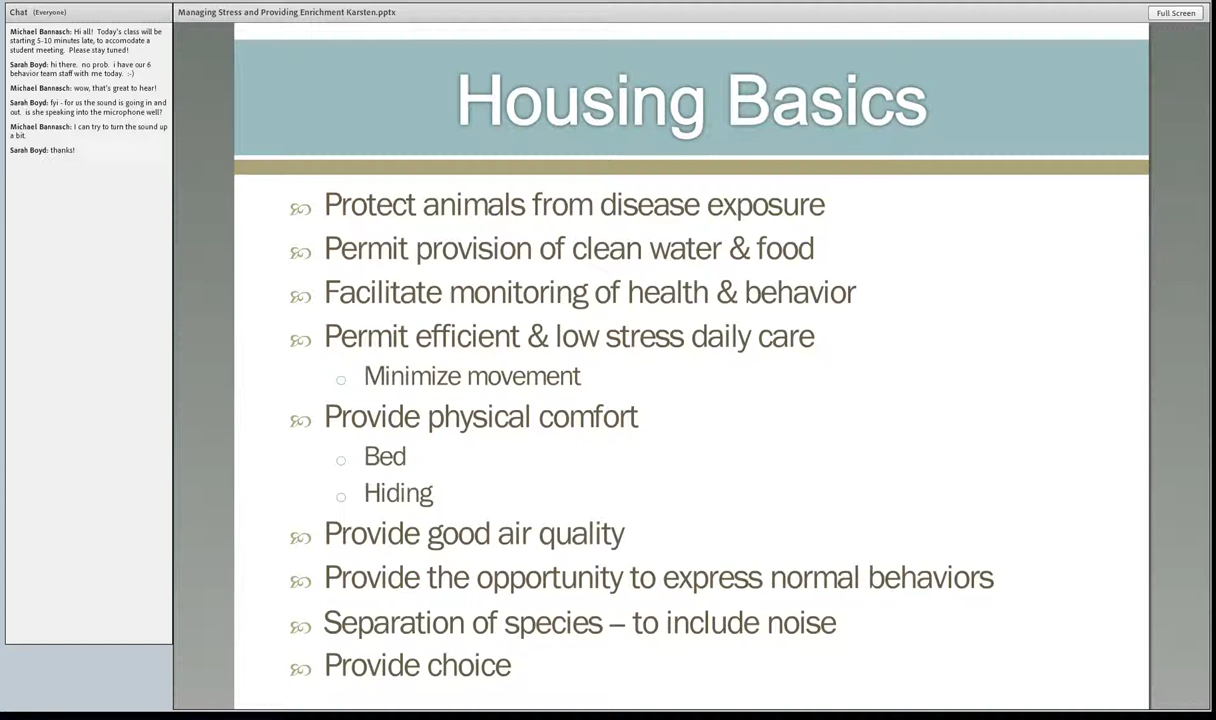 Chat (Everyone)
Michael Bannasch: Hi all! Today's class will be
starting 5-10 minutes late, to accomodate a
student meeting. Please stay tuned!
Sarah Boyd: hi there. no prob. i have our 6
behavior team staff with me today. :-)
Michael Bannasch: wow, that's great to hear!
Sarah Boyd: fyi - for us the sound is going in and
out. is she speaking into the microphone well?
Michael Bannasch: I can try to turn the sound up
a bit.
Sarah Boyd: thanks!
Managing Stress and Providing Enrichment Karsten.pptx
Full Screen
Housing Basics
Protect animals from disease exposure
Permit provision of clean water & food
Facilitate monitoring of health & behavior
Permit efficient & low stress daily care
Minimize movement
Provide physical comfort
Bed
Hiding
Provide good air quality
Provide the opportunity to express normal behaviors
Separation of species – to include noise
Provide choice